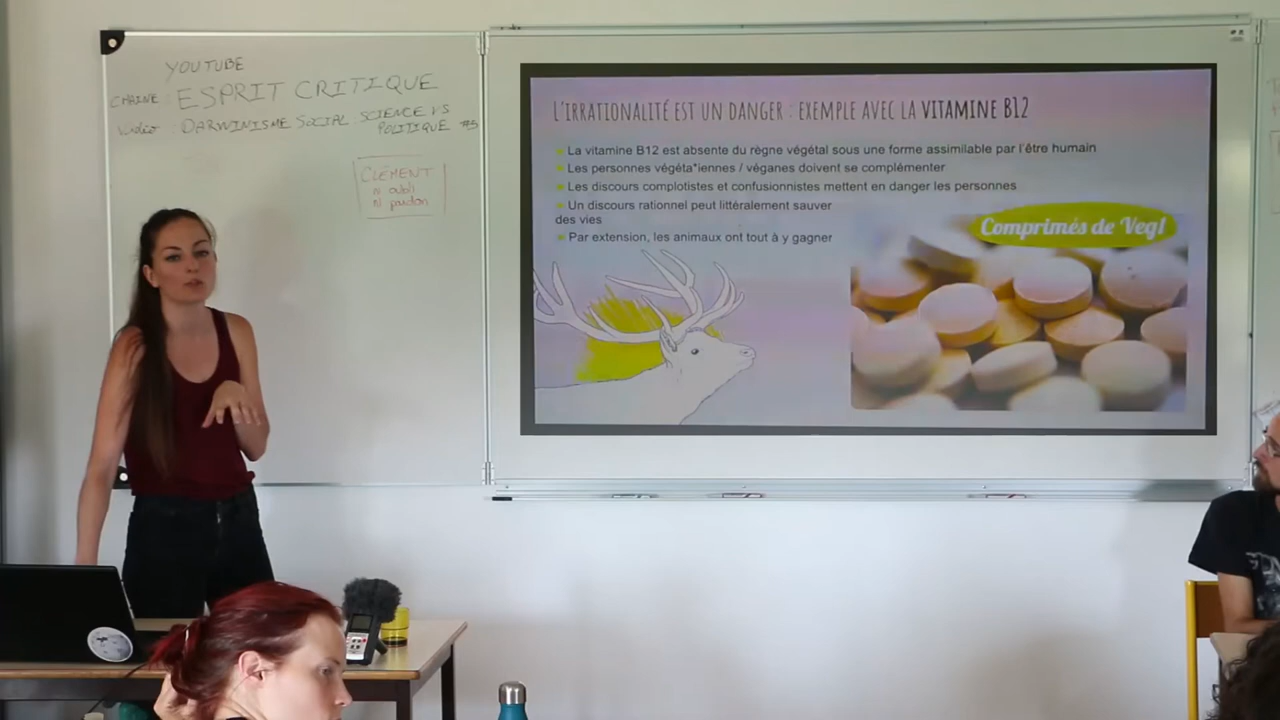 YOUTUBE
CHAINE : ESPRIT CRITIQUE
Vidéo : DARWINISME SOCIAL. SCIENCE VS
POLITIQUE #5
CLÉMENT
N oubli
N pardon
L'IRRATIONALITÉ EST UN DANGER : EXEMPLE AVEC LA VITAMINE B12
La vitamine B12 est absente du règne végétal sous une forme assimilable par l'être humain
Les personnes végéta*iennes / véganes doivent se complémenter
Les discours complotistes et confusionnistes mettent en danger les personnes
Un discours rationnel peut littéralement sauver
des vies
Par extension, les animaux ont tout à y gagner
Comprimés de Veg1